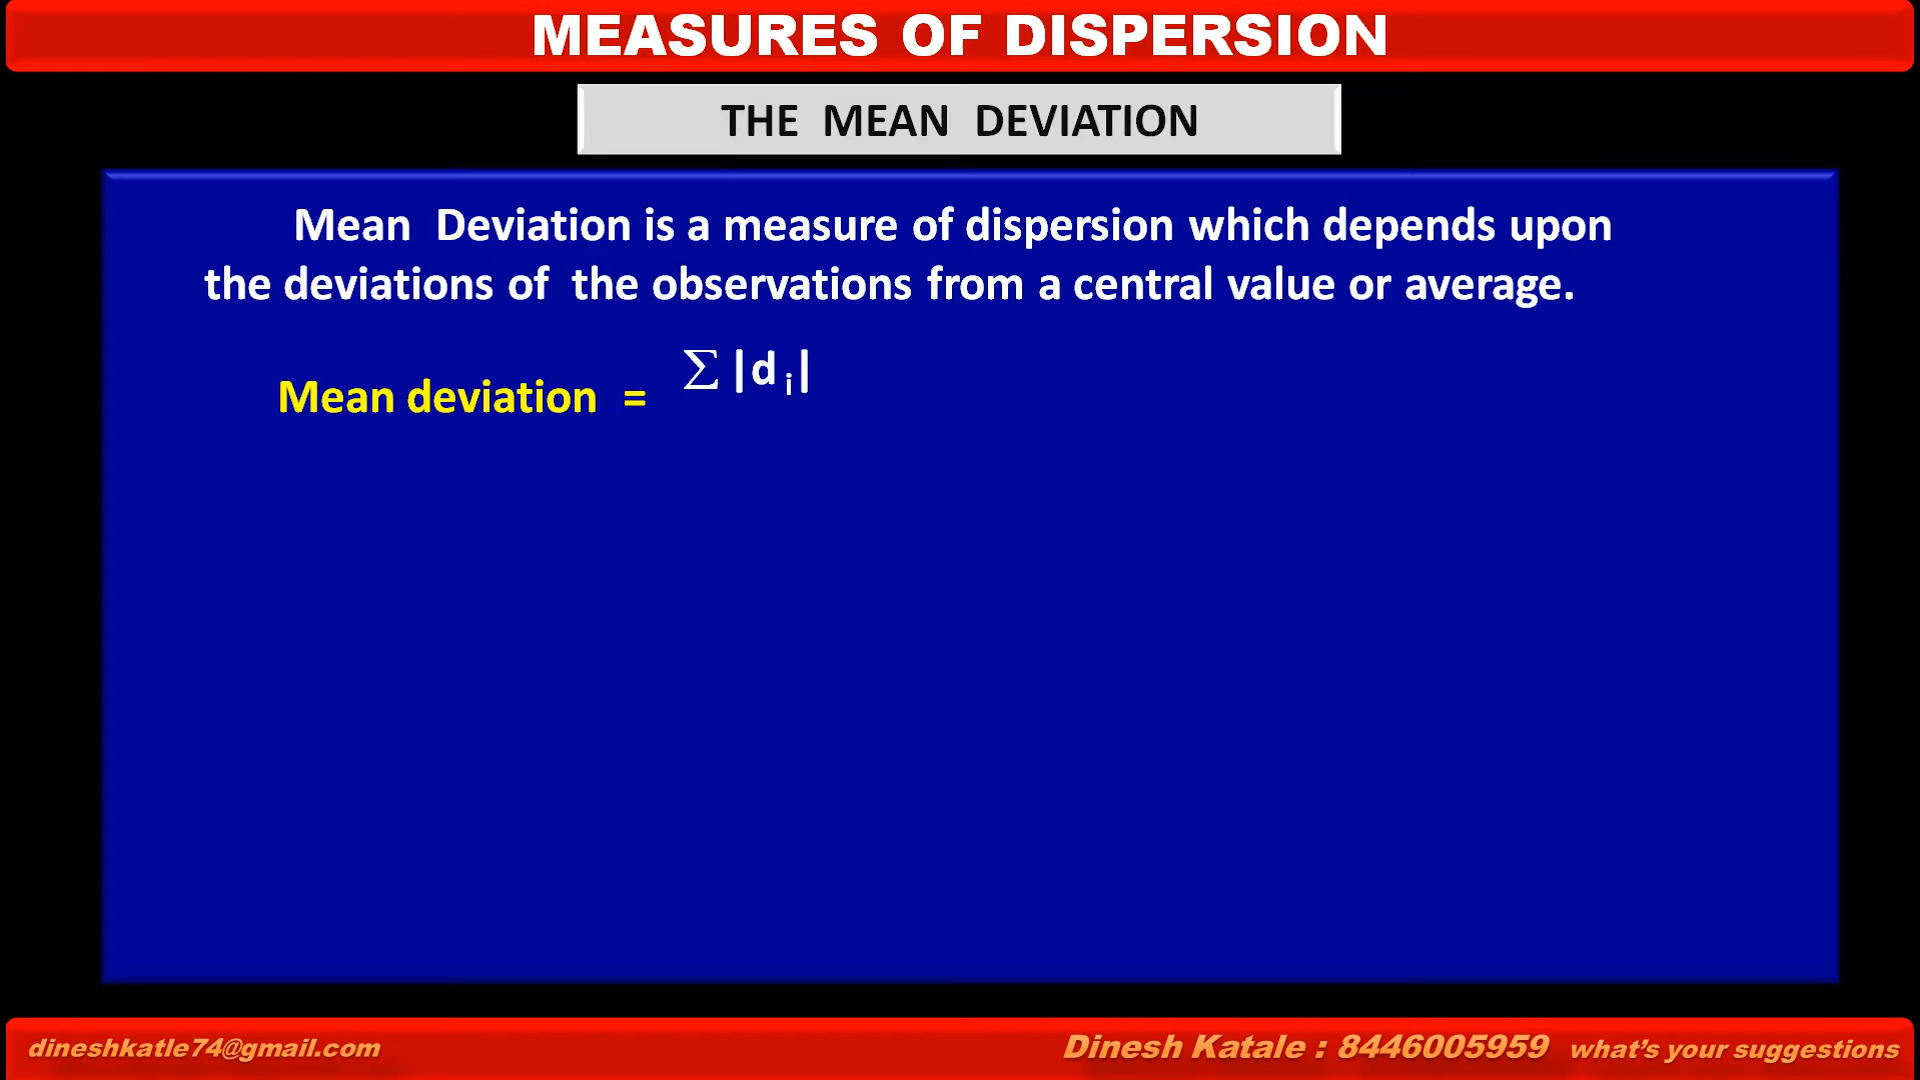 MEASURES OF DISPERSION
THE MEAN DEVIATION
Mean Deviation is a measure of dispersion which depends upon
the deviations of the observations from a central value or average.
Mean deviation = ∑ |d i|
dineshkatle74@gmail.com Dinesh Katale : 8446005959 what's your suggestions